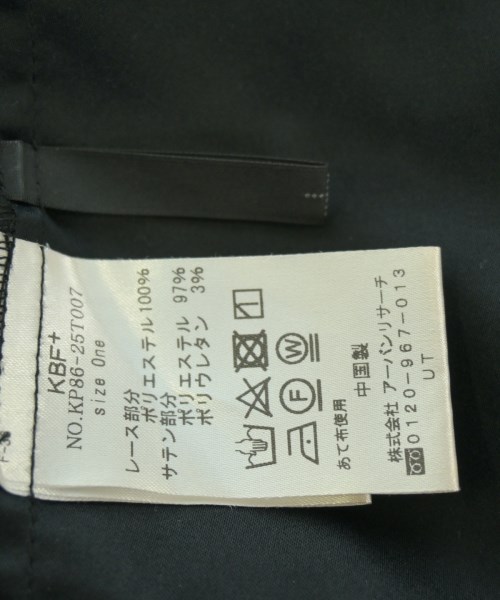 KBF+
NO.KP86-25T007
size One
レース部分
ポリエステル100%
サテン部分
ポリエステル 97%
ポリウレタン 3%
あて布使用
中国製
株式会社 アーバンリサーチ
0120-967-013
UT